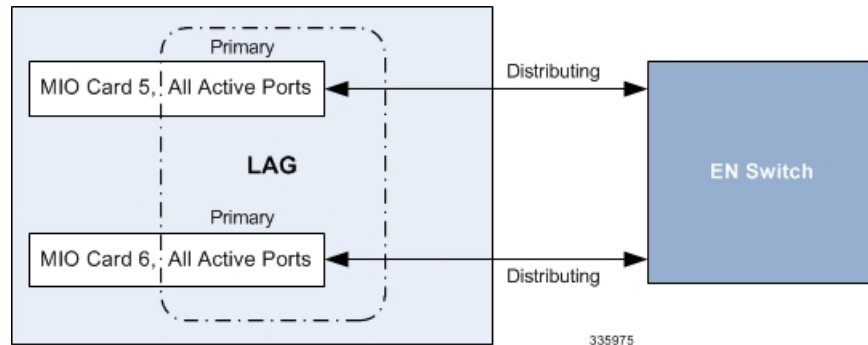 Primary
MIO Card 5, All Active Ports
Distributing
LAG
EN Switch
Primary
MIO Card 6, All Active Ports
Distributing
335975